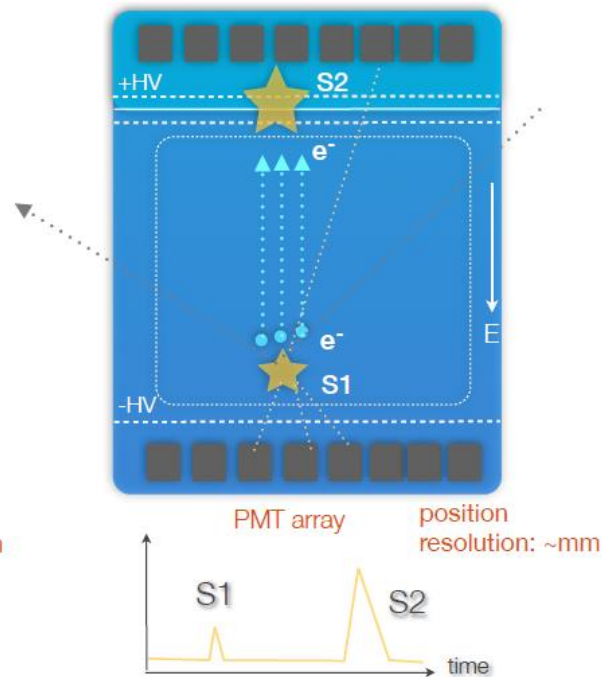 S2
+HV
e-
E
e-
S1
-HV
PMT array
position
resolution: ~mm
S1
S2
time